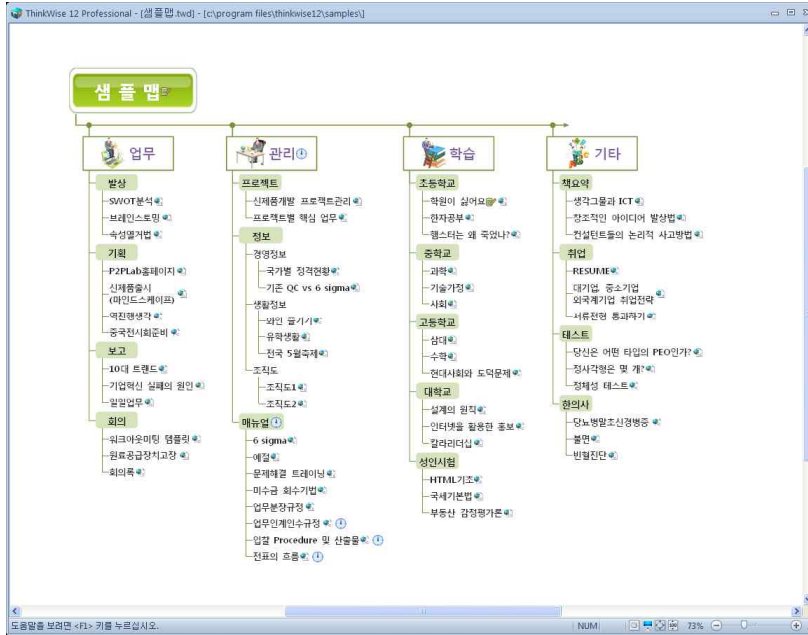 ThinkWise 12 Professional - [샘플맵.twd] - [c:\program files\thinkwise12\samples\]
샘플맵
업무
발상
SWOT분석
브레인스토밍
속성열거법
기획
P2PLab홈페이지
신제품출시
(마인드스케이프)
역진행생각
중국전시회준비
보고
10대 트랜드
기업혁신 실패의 원인
일일업무
회의
워크아웃미팅 템플릿
원료공급장치고장
회의록
관리
프로젝트
신제품개발 프로젝트관리
프로젝트별 핵심 업무
정보
경영정보
국가별 정격현황
기존 QC vs 6 sigma
생활정보
와인 즐기기
유학생활
전국 5월축제
조직도
조직도1
조직도2
매뉴얼
6 sigma
예절
문제해결 트레이닝
미수금 회수기법
업무분장규정
업무인계인수규정
입찰 Procedure 및 산출물
전표의 흐름
학습
초등학교
학원이 싫어요
한자공부
햄스터는 왜 죽었나?
중학교
과학
기술가정
사회
고등학교
삼대
수학
현대사회와 도덕문제
대학교
설계의 원칙
인터넷을 활용한 홍보
칼라리더십
성인시험
HTML기초
국세기본법
부동산 감정평가론
기타
책요약
생각그물과 ICT
창조적인 아이디어 발상법
컨설턴트들의 논리적 사고방법
취업
RESUME
대기업 중소기업
외국계기업 취업전략
서류전형 통과하기
테스트
당신은 어떤 타입의 PEO인가?
정사각형은 몇 개?
정체성 테스트
한의사
당뇨병말초신경병증
불면
빈혈진단
도움말을 보려면 <F1> 키를 누르십시오.
NUM
73%